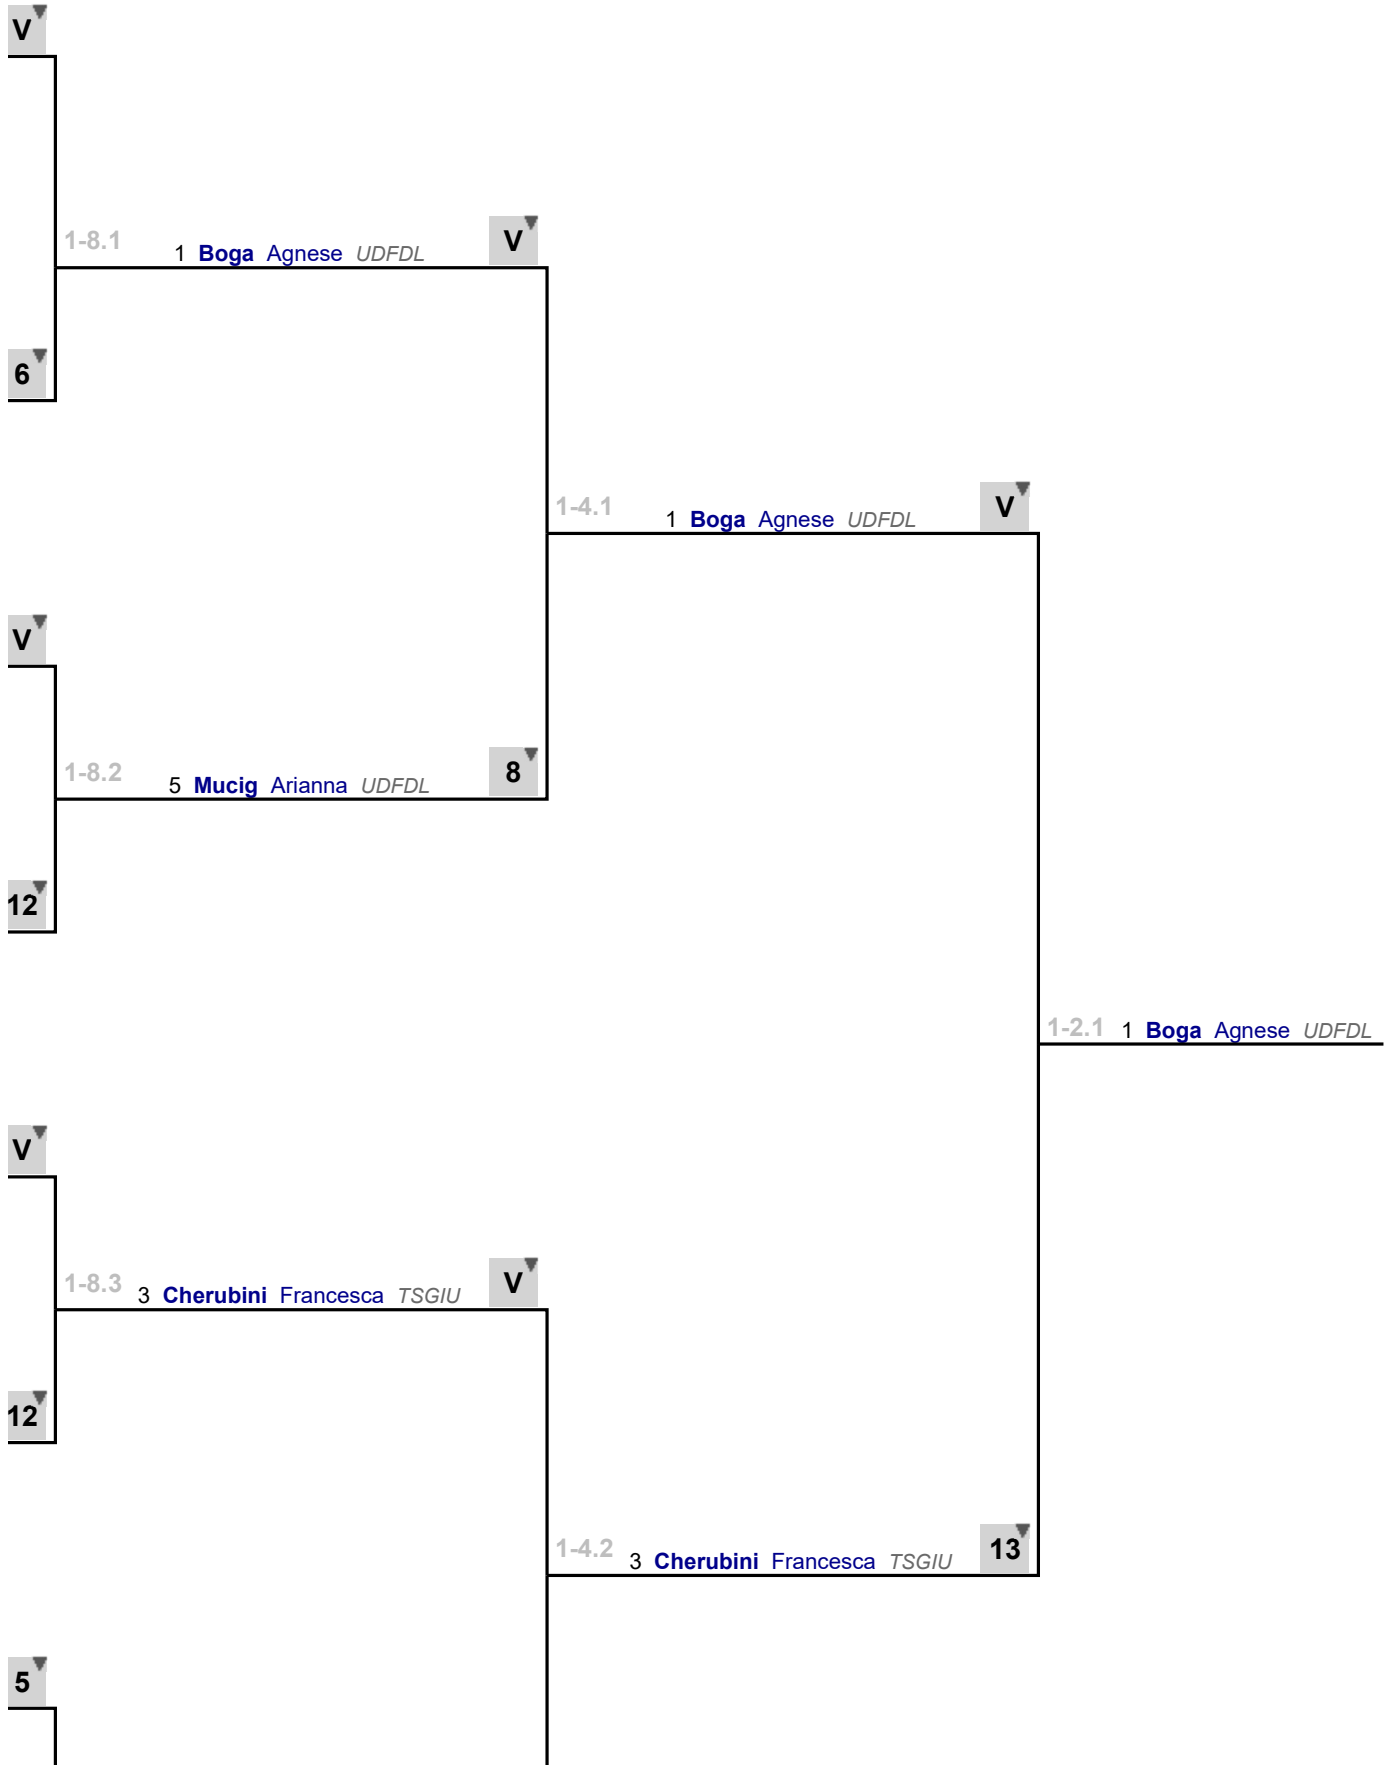 V
1-8.1 1 Boga Agnese UDFDL V
6
1-4.1 1 Boga Agnese UDFDL V
V
1-8.2 5 Mucig Arianna UDFDL 8
12
1-2.1 1 Boga Agnese UDFDL
V
1-8.3 3 Cherubini Francesca TSGIU V
12
1-4.2 3 Cherubini Francesca TSGIU 13
5